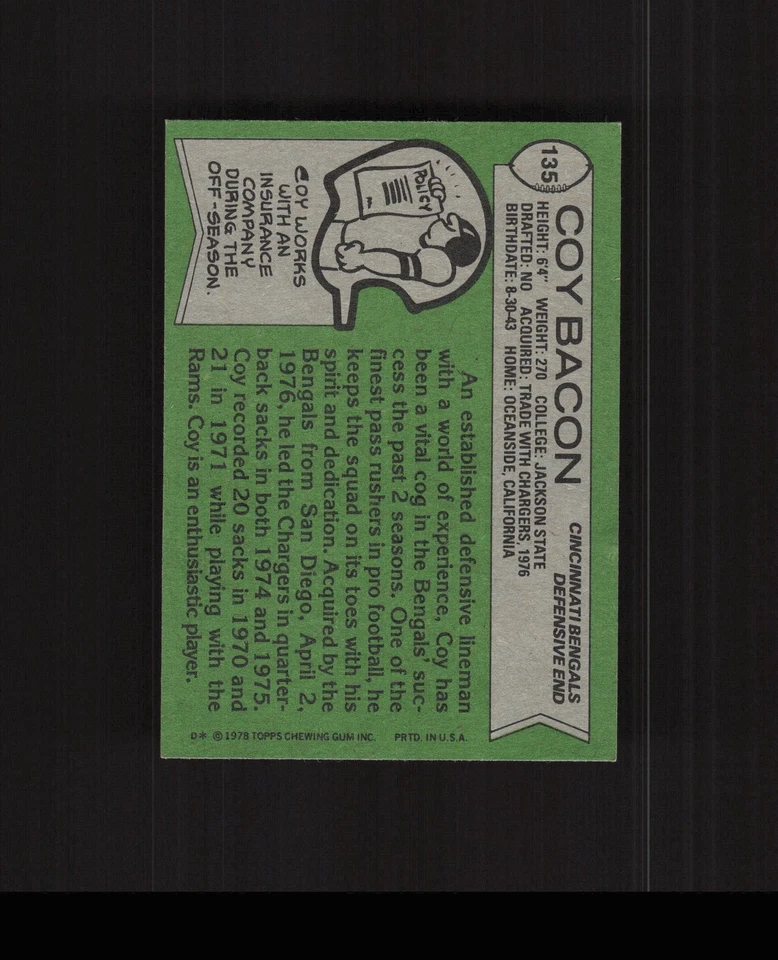 135
COY BACON
CINCINNATI BENGALS
DEFENSIVE END
HEIGHT: 6'4" WEIGHT: 270 COLLEGE: JACKSON STATE
DRAFTED: NO ACQUIRED: TRADE WITH CHARGERS, 1976
BIRTHDATE: 8-30-43 HOME: OCEANSIDE, CALIFORNIA
POLICY
COY WORKS
WITH AN
INSURANCE
COMPANY
DURING THE
OFF-SEASON.
An established defensive lineman
with a world of experience, Coy has
been a vital cog in the Bengals' suc-
cess the past 2 seasons. One of the
finest pass rushers in pro football, he
keeps the squad on its toes with his
spirit and dedication. Acquired by the
Bengals from San Diego, April 2,
1976, he led the Chargers in quarter-
back sacks in both 1974 and 1975.
Coy recorded 20 sacks in 1970 and
21 in 1971 while playing with the
Rams. Coy is an enthusiastic player.
D* © 1978 TOPPS CHEWING GUM INC. PRTD. IN U.S.A.